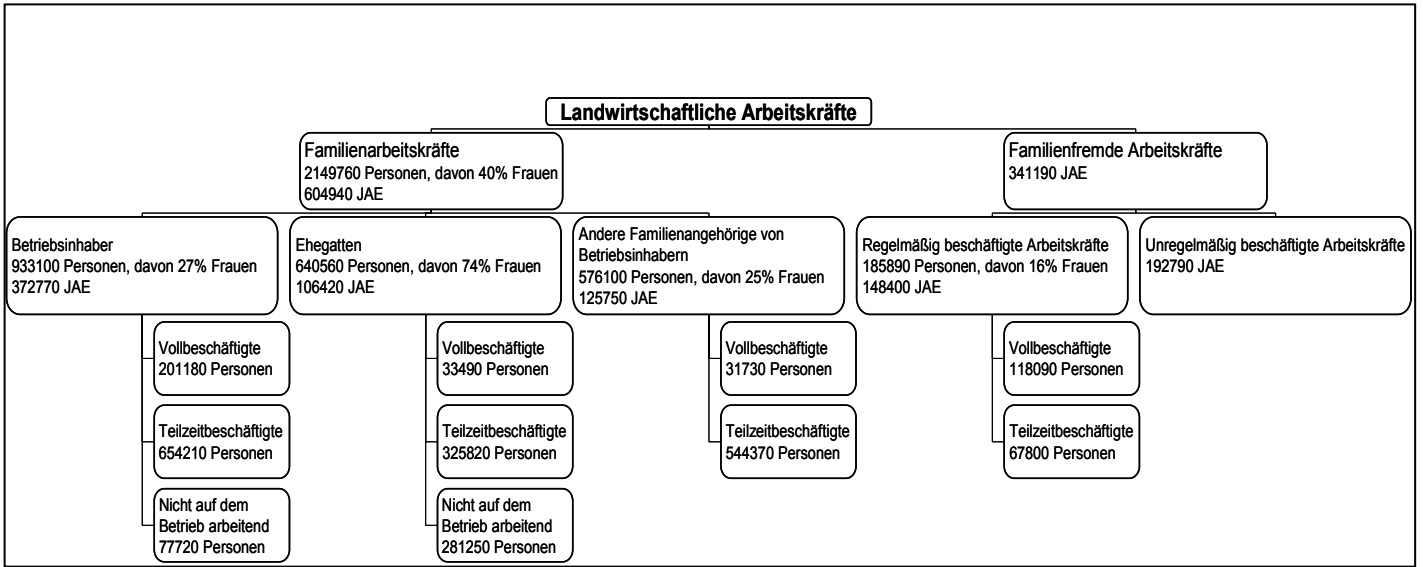 Landwirtschaftliche Arbeitskräfte
Familienarbeitskräfte
2149760 Personen, davon 40% Frauen
604940 JAE
Familienfremde Arbeitskräfte
341190 JAE
Betriebsinhaber
933100 Personen, davon 27% Frauen
372770 JAE
Ehegatten
640560 Personen, davon 74% Frauen
106420 JAE
Andere Familienangehörige von
Betriebsinhabern
576100 Personen, davon 25% Frauen
125750 JAE
Regelmäßig beschäftigte Arbeitskräfte
185890 Personen, davon 16% Frauen
148400 JAE
Unregelmäßig beschäftigte Arbeitskräfte
192790 JAE
Vollbeschäftigte
201180 Personen
Vollbeschäftigte
33490 Personen
Vollbeschäftigte
31730 Personen
Vollbeschäftigte
118090 Personen
Teilzeitbeschäftigte
654210 Personen
Teilzeitbeschäftigte
325820 Personen
Teilzeitbeschäftigte
544370 Personen
Teilzeitbeschäftigte
67800 Personen
Nicht auf dem
Betrieb arbeitend
77720 Personen
Nicht auf dem
Betrieb arbeitend
281250 Personen